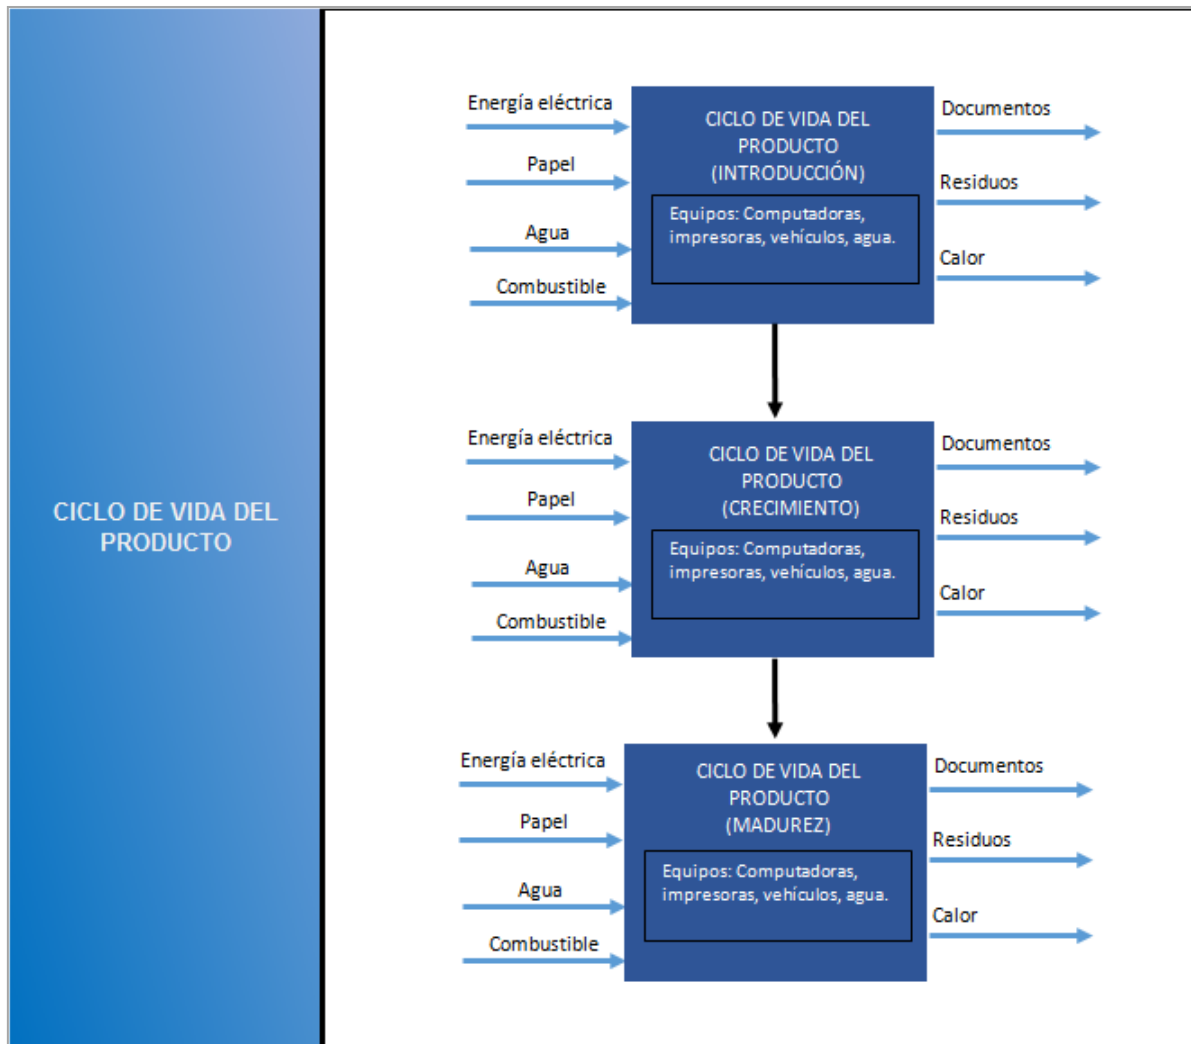 CICLO DE VIDA DEL
PRODUCTO
Energía eléctrica
Papel
Agua
Combustible
CICLO DE VIDA DEL
PRODUCTO
(INTRODUCCIÓN)
Equipos: Computadoras,
impresoras, vehículos, agua.
Documentos
Residuos
Calor
Energía eléctrica
Papel
Agua
Combustible
CICLO DE VIDA DEL
PRODUCTO
(CRECIMIENTO)
Equipos: Computadoras,
impresoras, vehículos, agua.
Documentos
Residuos
Calor
Energía eléctrica
Papel
Agua
Combustible
CICLO DE VIDA DEL
PRODUCTO
(MADUREZ)
Equipos: Computadoras,
impresoras, vehículos, agua.
Documentos
Residuos
Calor